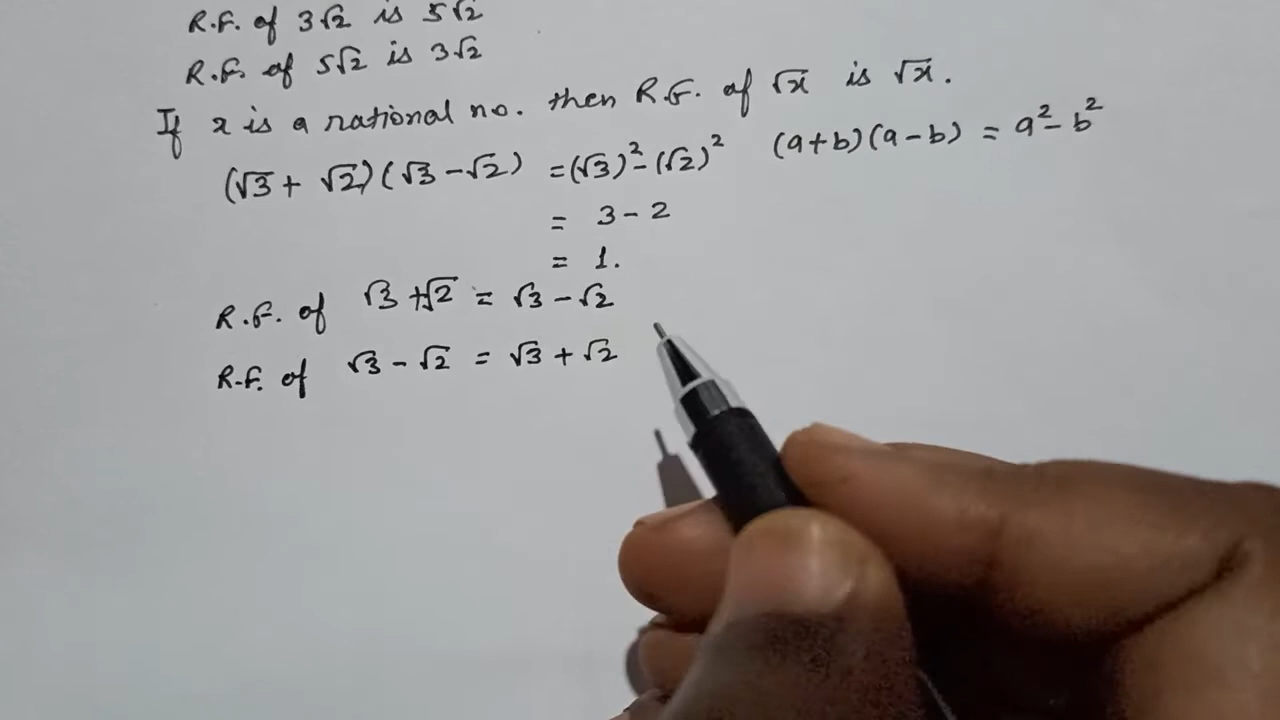 R.F. of 3√2 is 5√2
R.F. of 5√2 is 3√2
If x is a rational no. then R.F. of √x is √x.
(√3 + √2)(√3 - √2) = (√3)² - (√2)² (a+b)(a-b) = a² - b²
= 3 - 2
= 1.
R.F. of √3 + √2 = √3 - √2
R.F. of √3 - √2 = √3 + √2